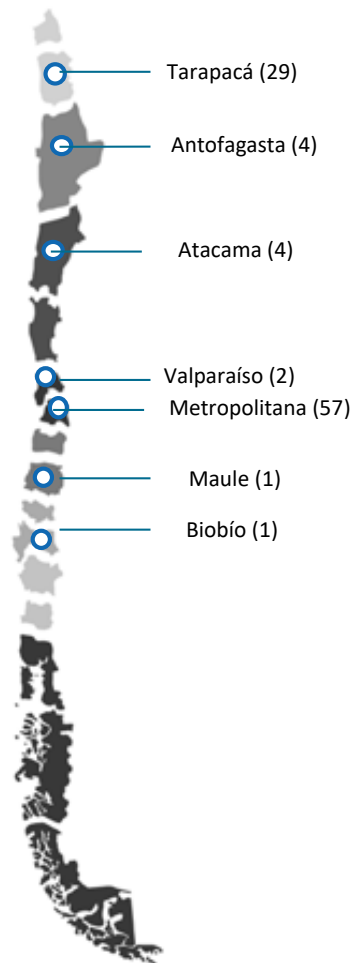 Tarapacá (29)
Antofagasta (4)
Atacama (4)
Valparaíso (2)
Metropolitana (57)
Maule (1)
Biobío (1)